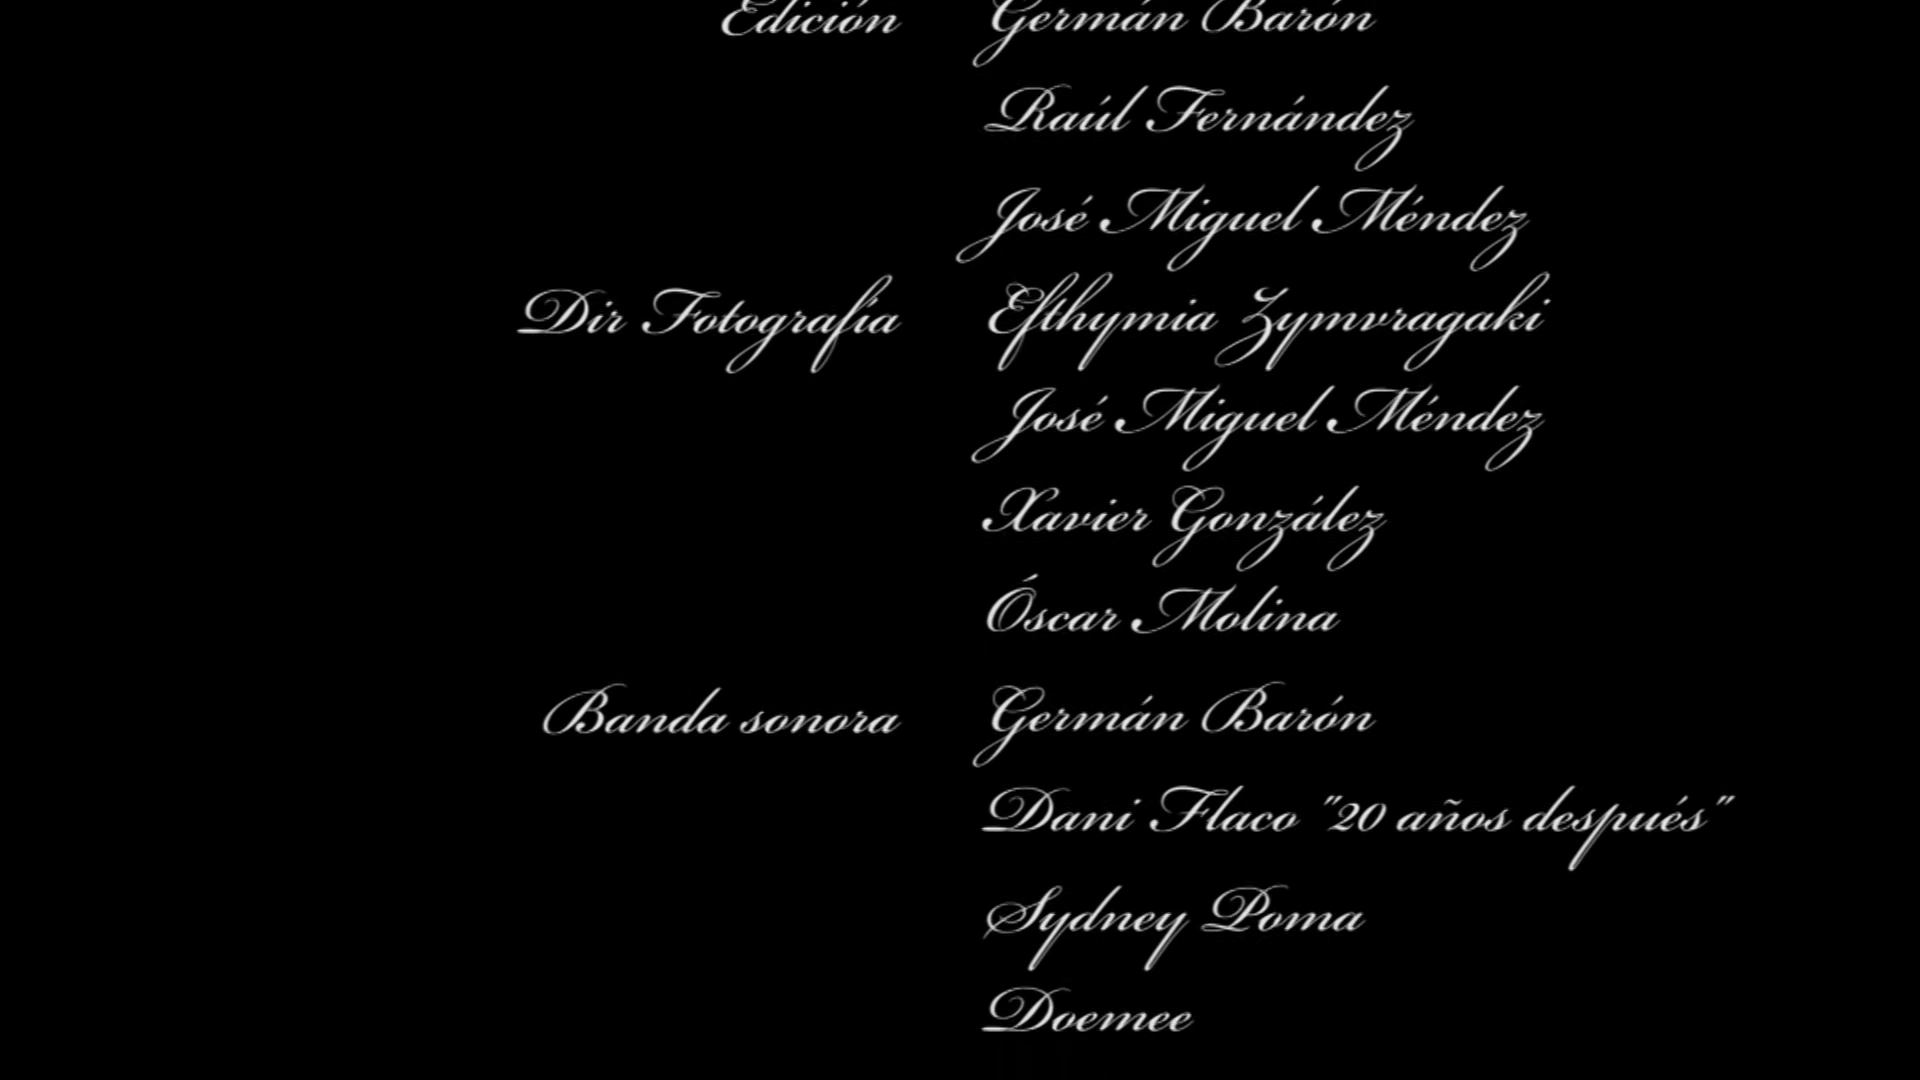 Edición Germán Barón
Raúl Fernández
José Miguel Méndez
Dir Fotografía Efthymia Zymvragaki
José Miguel Méndez
Xavier González
Óscar Molina
Banda sonora Germán Barón
Dani Flaco "20 años después"
Sydney Poma
Doemee